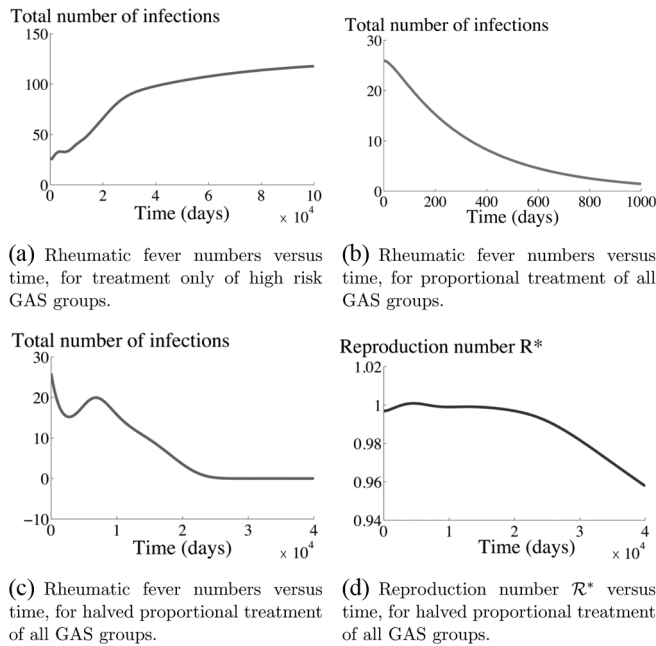 Total number of infections
150
100
50
0
0 2 4 6 8 10
Time (days) × 10⁴
(a) Rheumatic fever numbers versus
time, for treatment only of high risk
GAS groups.
Total number of infections
30
20
10
0
0 200 400 600 800 1000
Time (days)
(b) Rheumatic fever numbers versus
time, for proportional treatment of all
GAS groups.
Total number of infections
30
20
10
0
−10
0 1 2 3 4
Time (days) × 10⁴
(c) Rheumatic fever numbers versus
time, for halved proportional treatment
of all GAS groups.
Reproduction number R*
1.02
1
0.98
0.96
0.94
0 1 2 3 4
Time (days) × 10⁴
(d) Reproduction number R* versus
time, for halved proportional treatment
of all GAS groups.